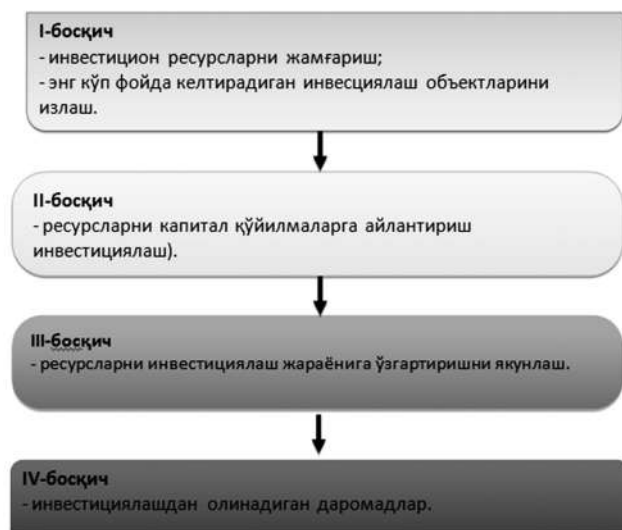 I-босқич
- инвестицион ресурсларни жамғариш;
- энг кўп фойда келтирадиган инвесциялаш объектларини
излаш.
II-босқич
- ресурсларни капитал қўйилмаларга айлантириш
инвестициялаш).
III-босқич
- ресурсларни инвестициялаш жараёнига ўзгартиришни якунлаш.
IV-босқич
- инвестициялашдан олинадиган даромадлар.